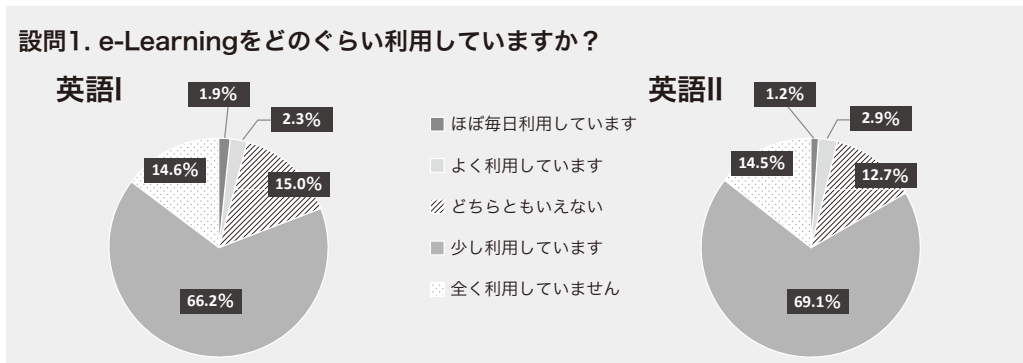 設問1. e-Learningをどのぐらい利用していますか？
英語I
1.9%
2.3%
15.0%
66.2%
14.6%
ほぼ毎日利用しています
よく利用しています
どちらともいえない
少し利用しています
全く利用していません
英語II
1.2%
2.9%
12.7%
69.1%
14.5%